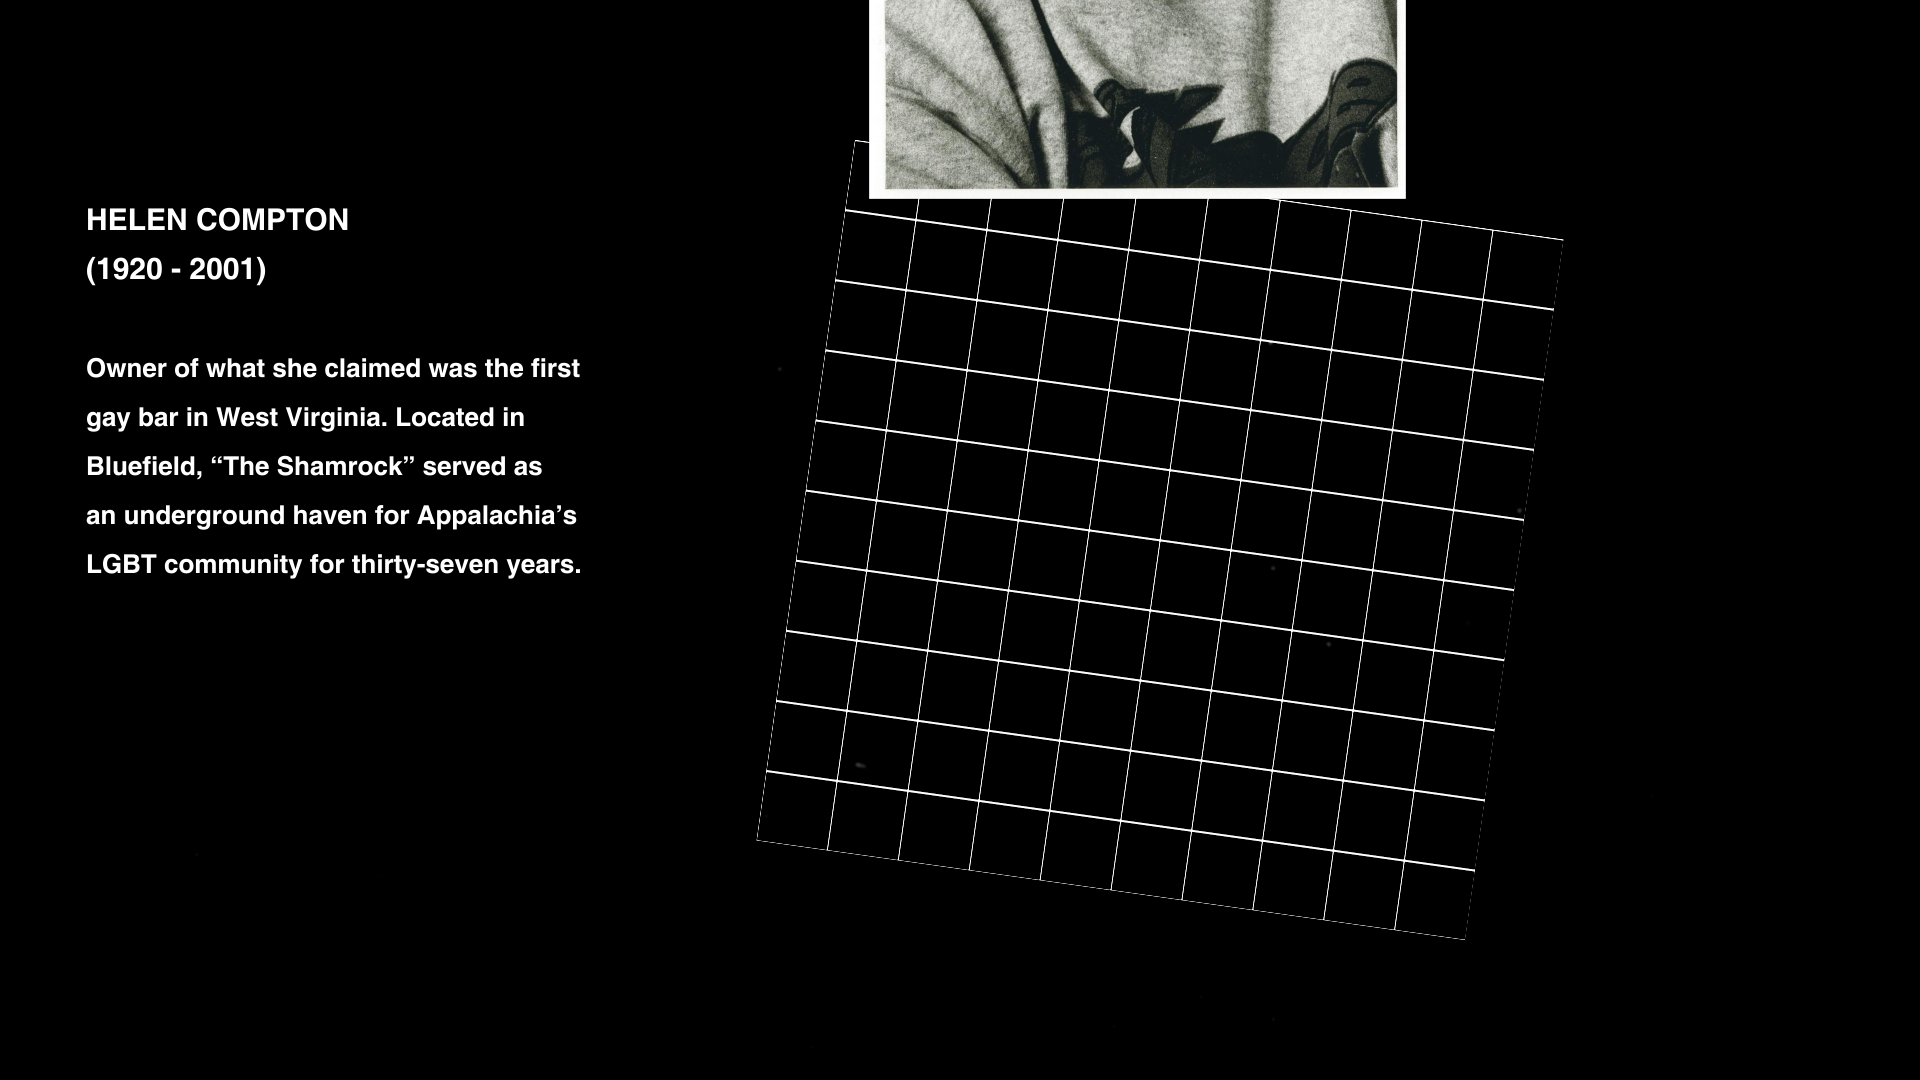 HELEN COMPTON
(1920 - 2001)
Owner of what she claimed was the first
gay bar in West Virginia. Located in
Bluefield, “The Shamrock” served as
an underground haven for Appalachia’s
LGBT community for thirty-seven years.